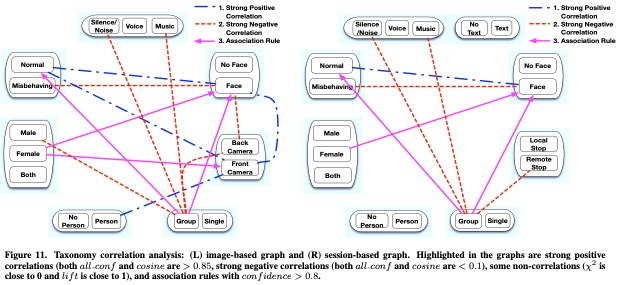 Silence/ Noise Voice Music
1. Strong Positive Correlation
2. Strong Negative Correlation
3. Association Rule
Normal
Misbehaving
No Face
Face
Male
Female
Both
Back Camera
Front Camera
No Person Person
Group Single
Silence /Noise Voice Music
No Text Text
1. Strong Positive Correlation
2. Strong Negative Correlation
3. Association Rule
Normal
Misbehaving
No Face
Face
Male
Female
Both
Local Stop
Remote Stop
No Person Person
Group Single
Figure 11. Taxonomy correlation analysis: (L) image-based graph and (R) session-based graph. Highlighted in the graphs are strong positive
correlations (both all_conf and cosine are > 0.85, strong negative correlations (both all_conf and cosine are < 0.1), some non-correlations (χ² is
close to 0 and lift is close to 1), and association rules with confidence > 0.8.